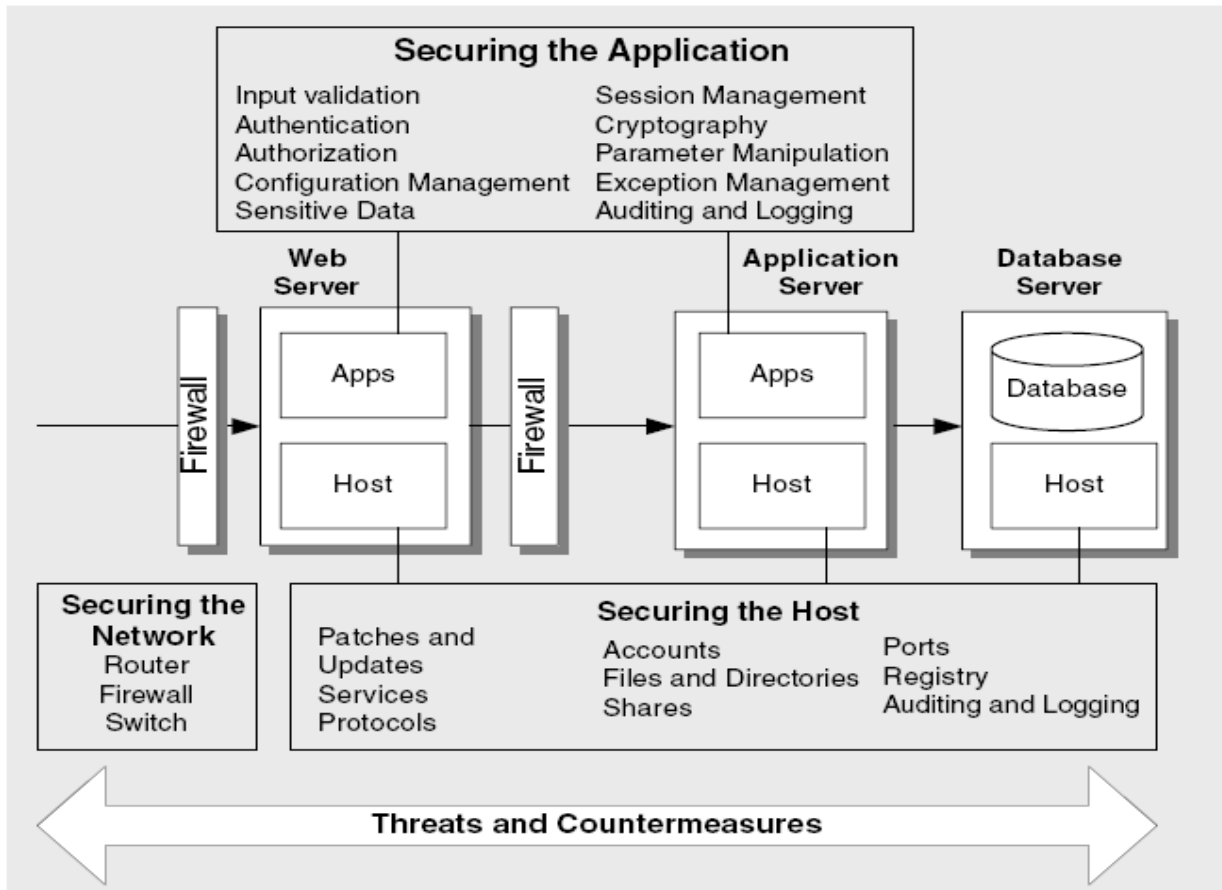 Securing the Application
Input validation
Authentication
Authorization
Configuration Management
Sensitive Data
Session Management
Cryptography
Parameter Manipulation
Exception Management
Auditing and Logging
Web
Server
Application
Server
Database
Server
Firewall
Apps
Host
Firewall
Apps
Host
Database
Host
Securing the
Network
Router
Firewall
Switch
Securing the Host
Patches and
Updates
Services
Protocols
Accounts
Files and Directories
Shares
Ports
Registry
Auditing and Logging
Threats and Countermeasures